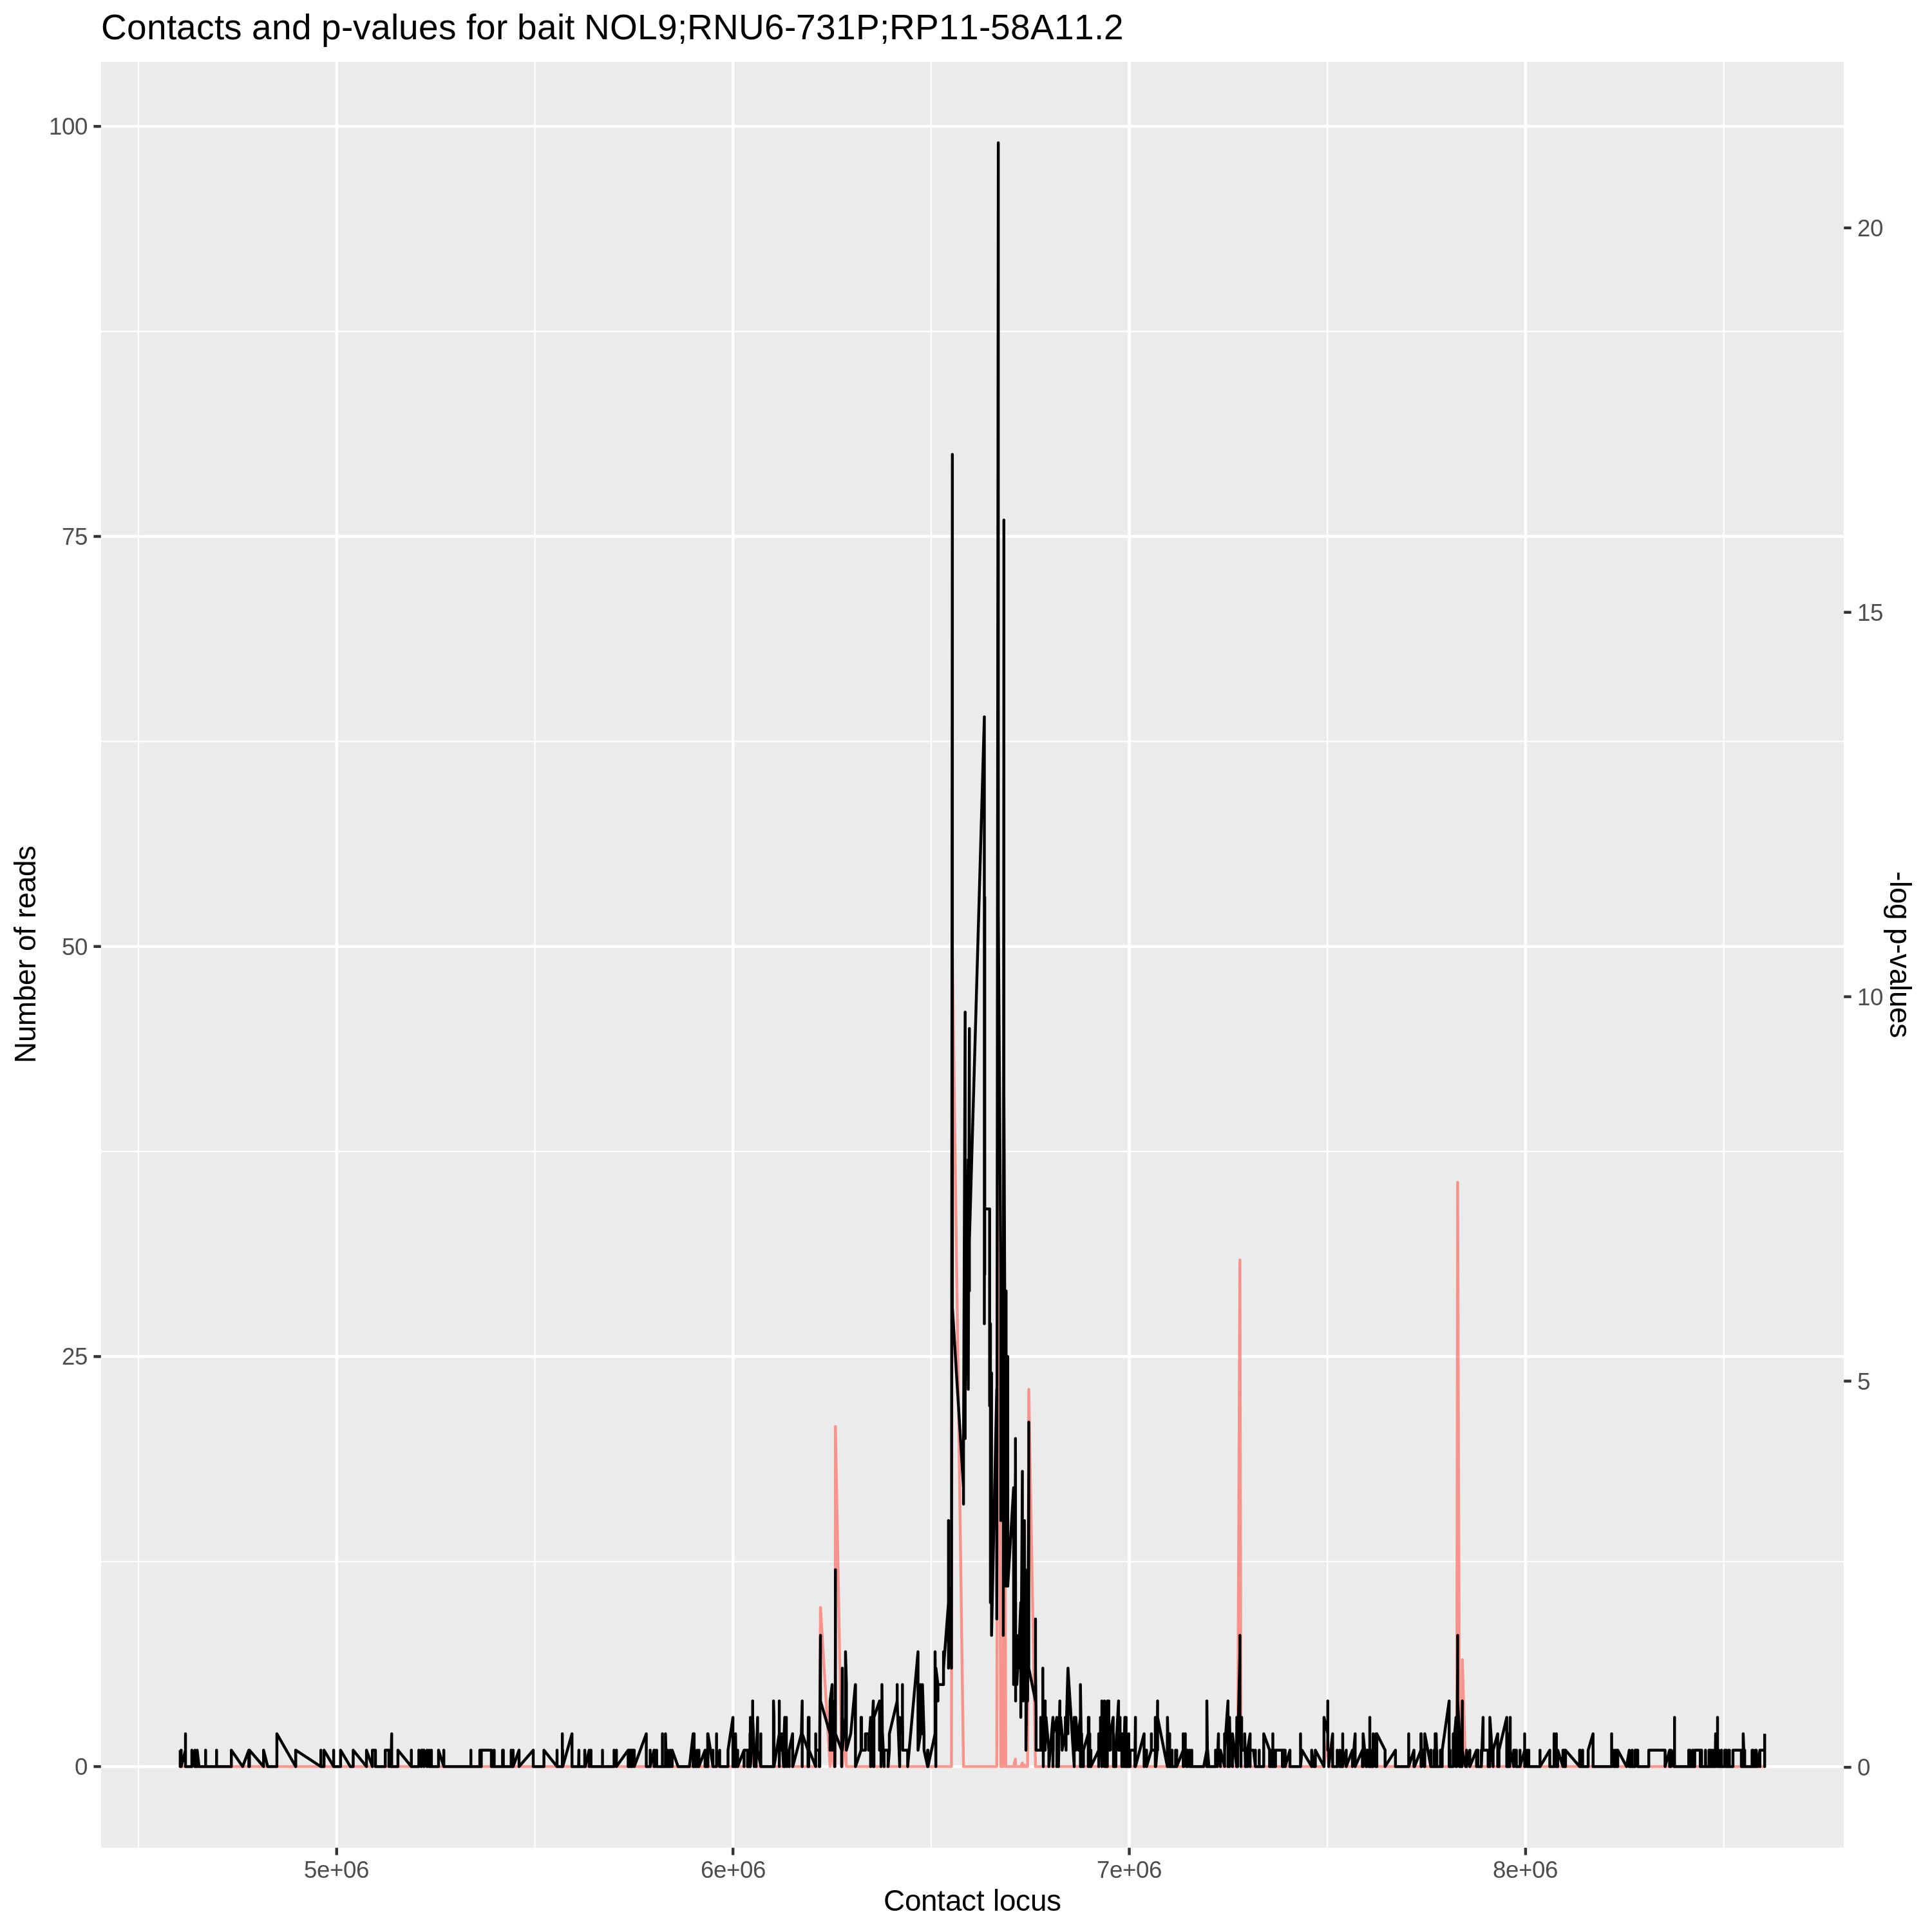 Contacts and p-values for bait NOL9;RNU6-731P;RP11-58A11.2
100
75
50
25
0
Number of reads
20
15
10
5
0
-log p-values
5e+06
6e+06
7e+06
8e+06
Contact locus